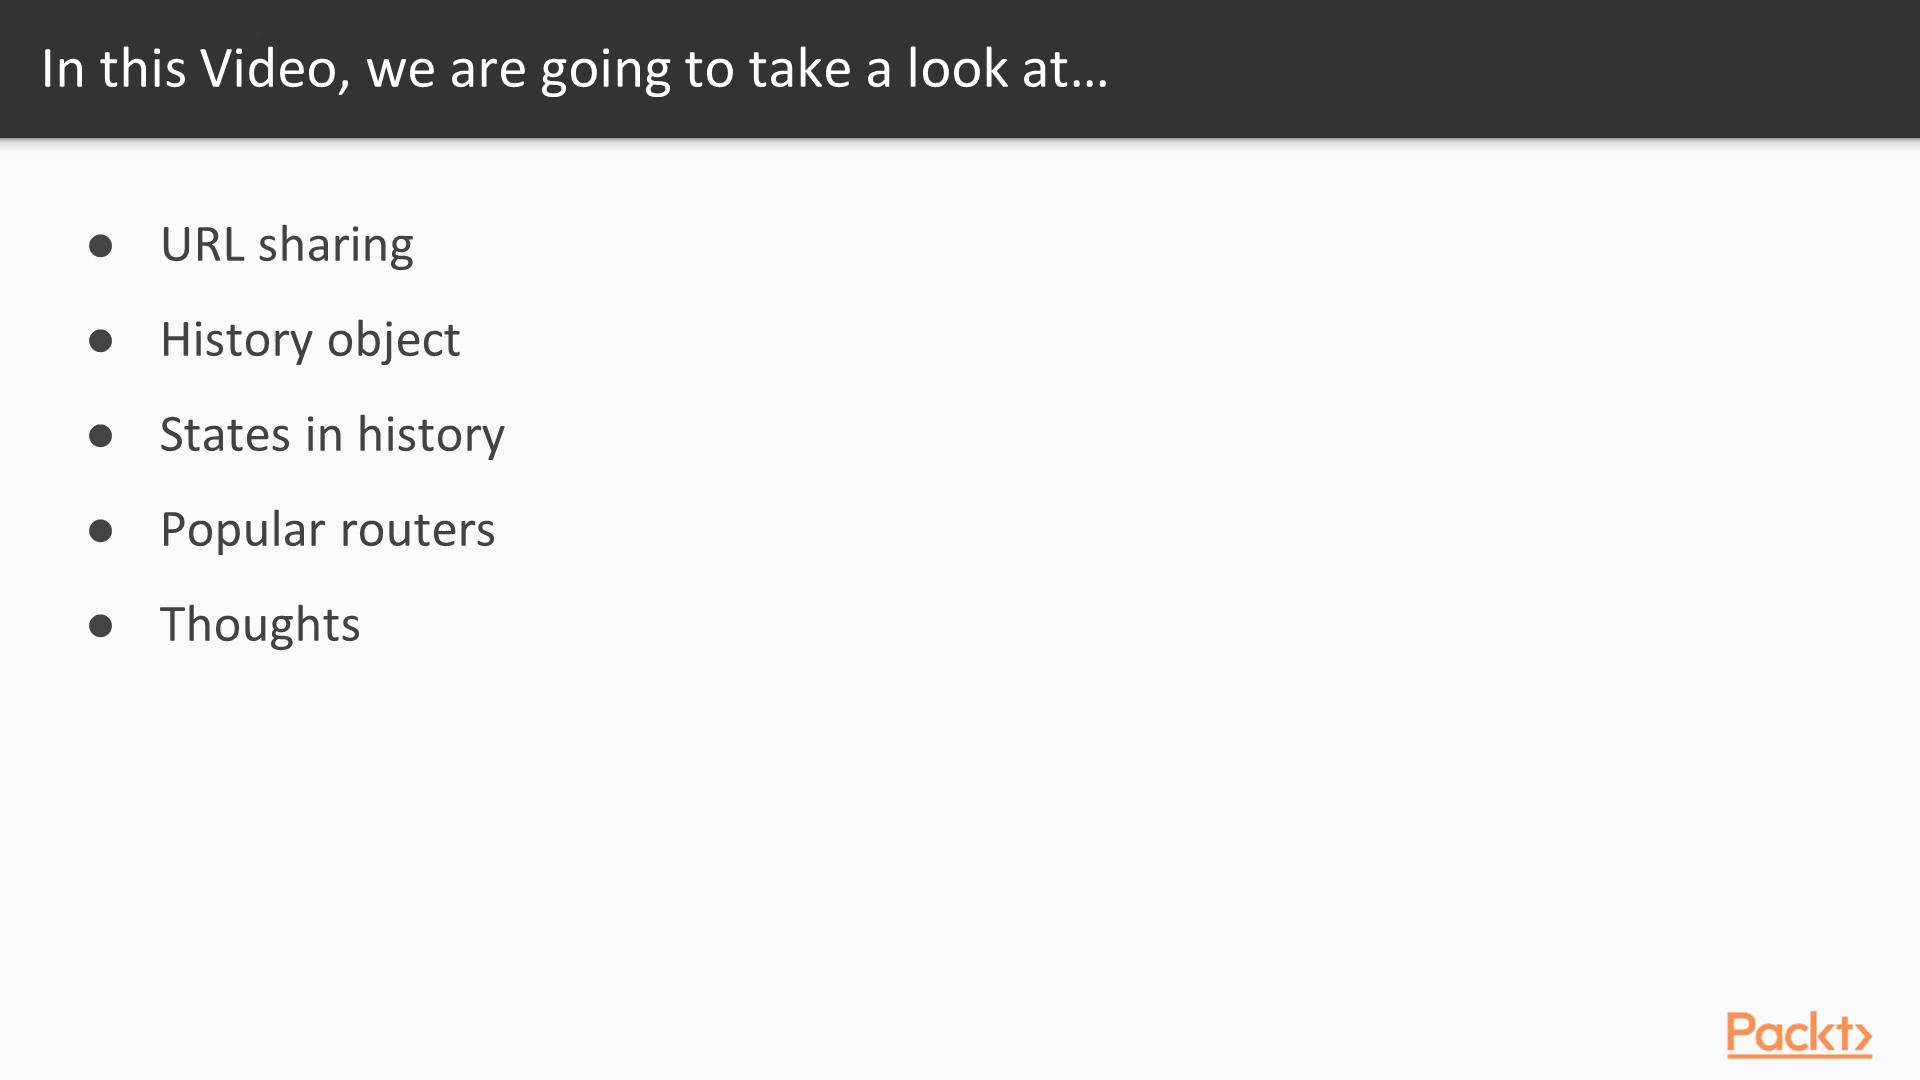 In this Video, we are going to take a look at…
● URL sharing
● History object
● States in history
● Popular routers
● Thoughts
Packt>